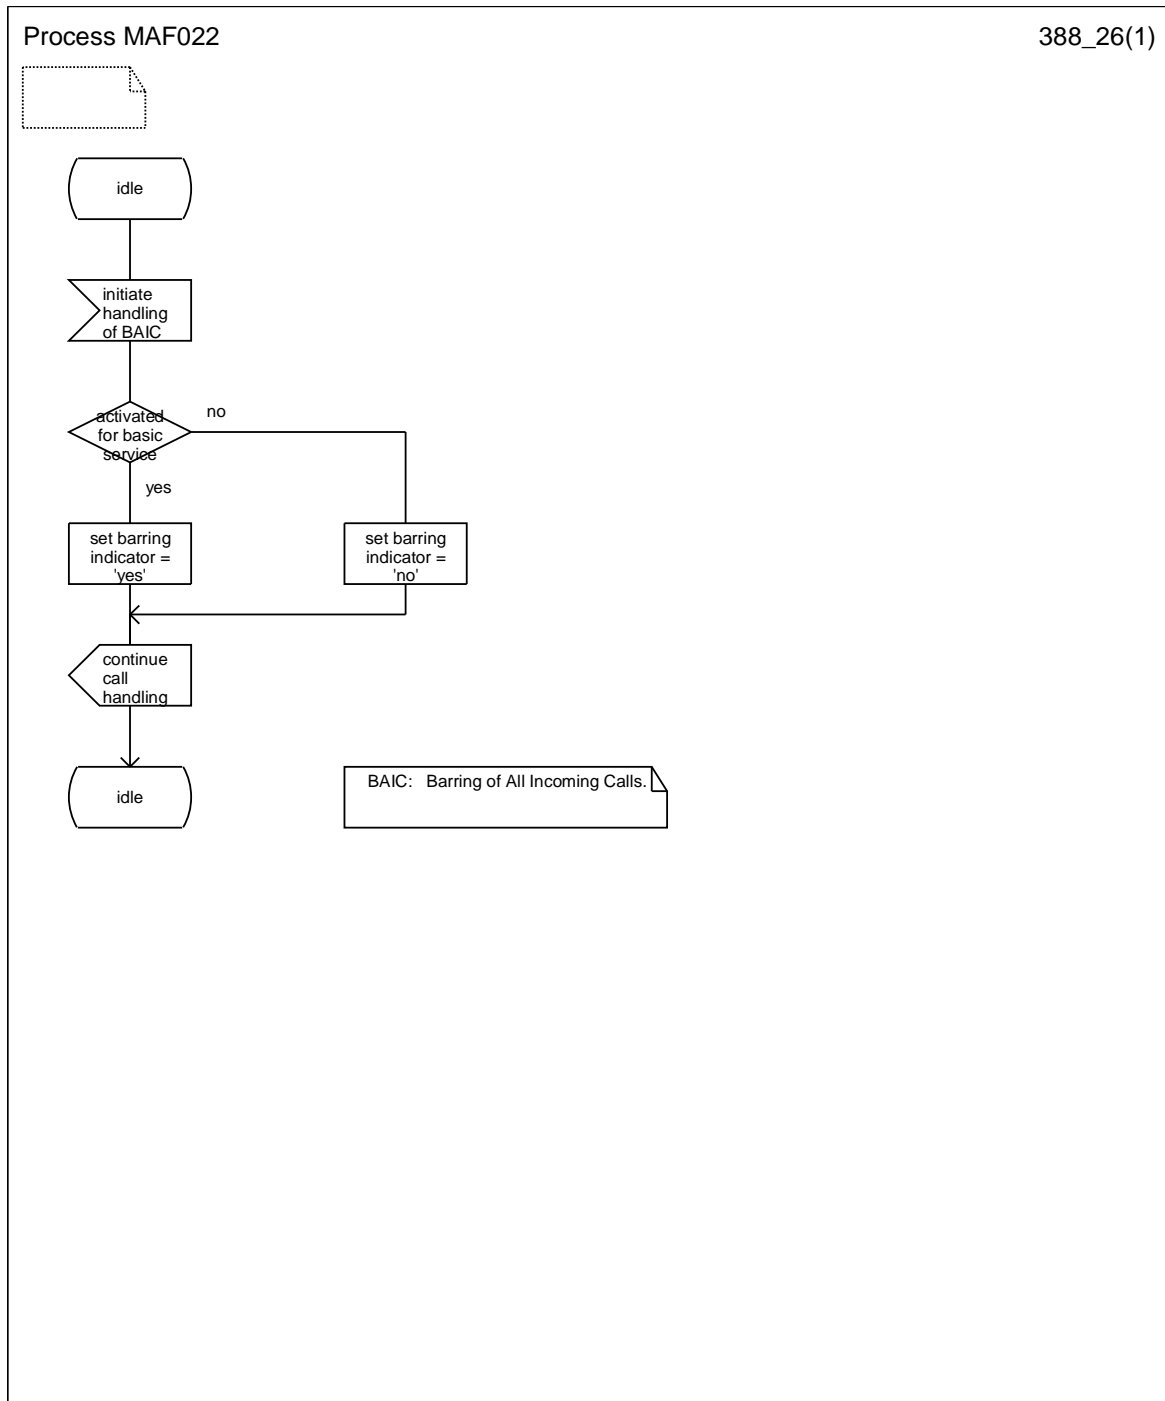 Process MAF022
388_26(1)
idle
initiate
handling
of BAIC
activated
for basic
service
no
yes
set barring
indicator =
'yes'
set barring
indicator =
'no'
continue
call
handling
idle
BAIC: Barring of All Incoming Calls.